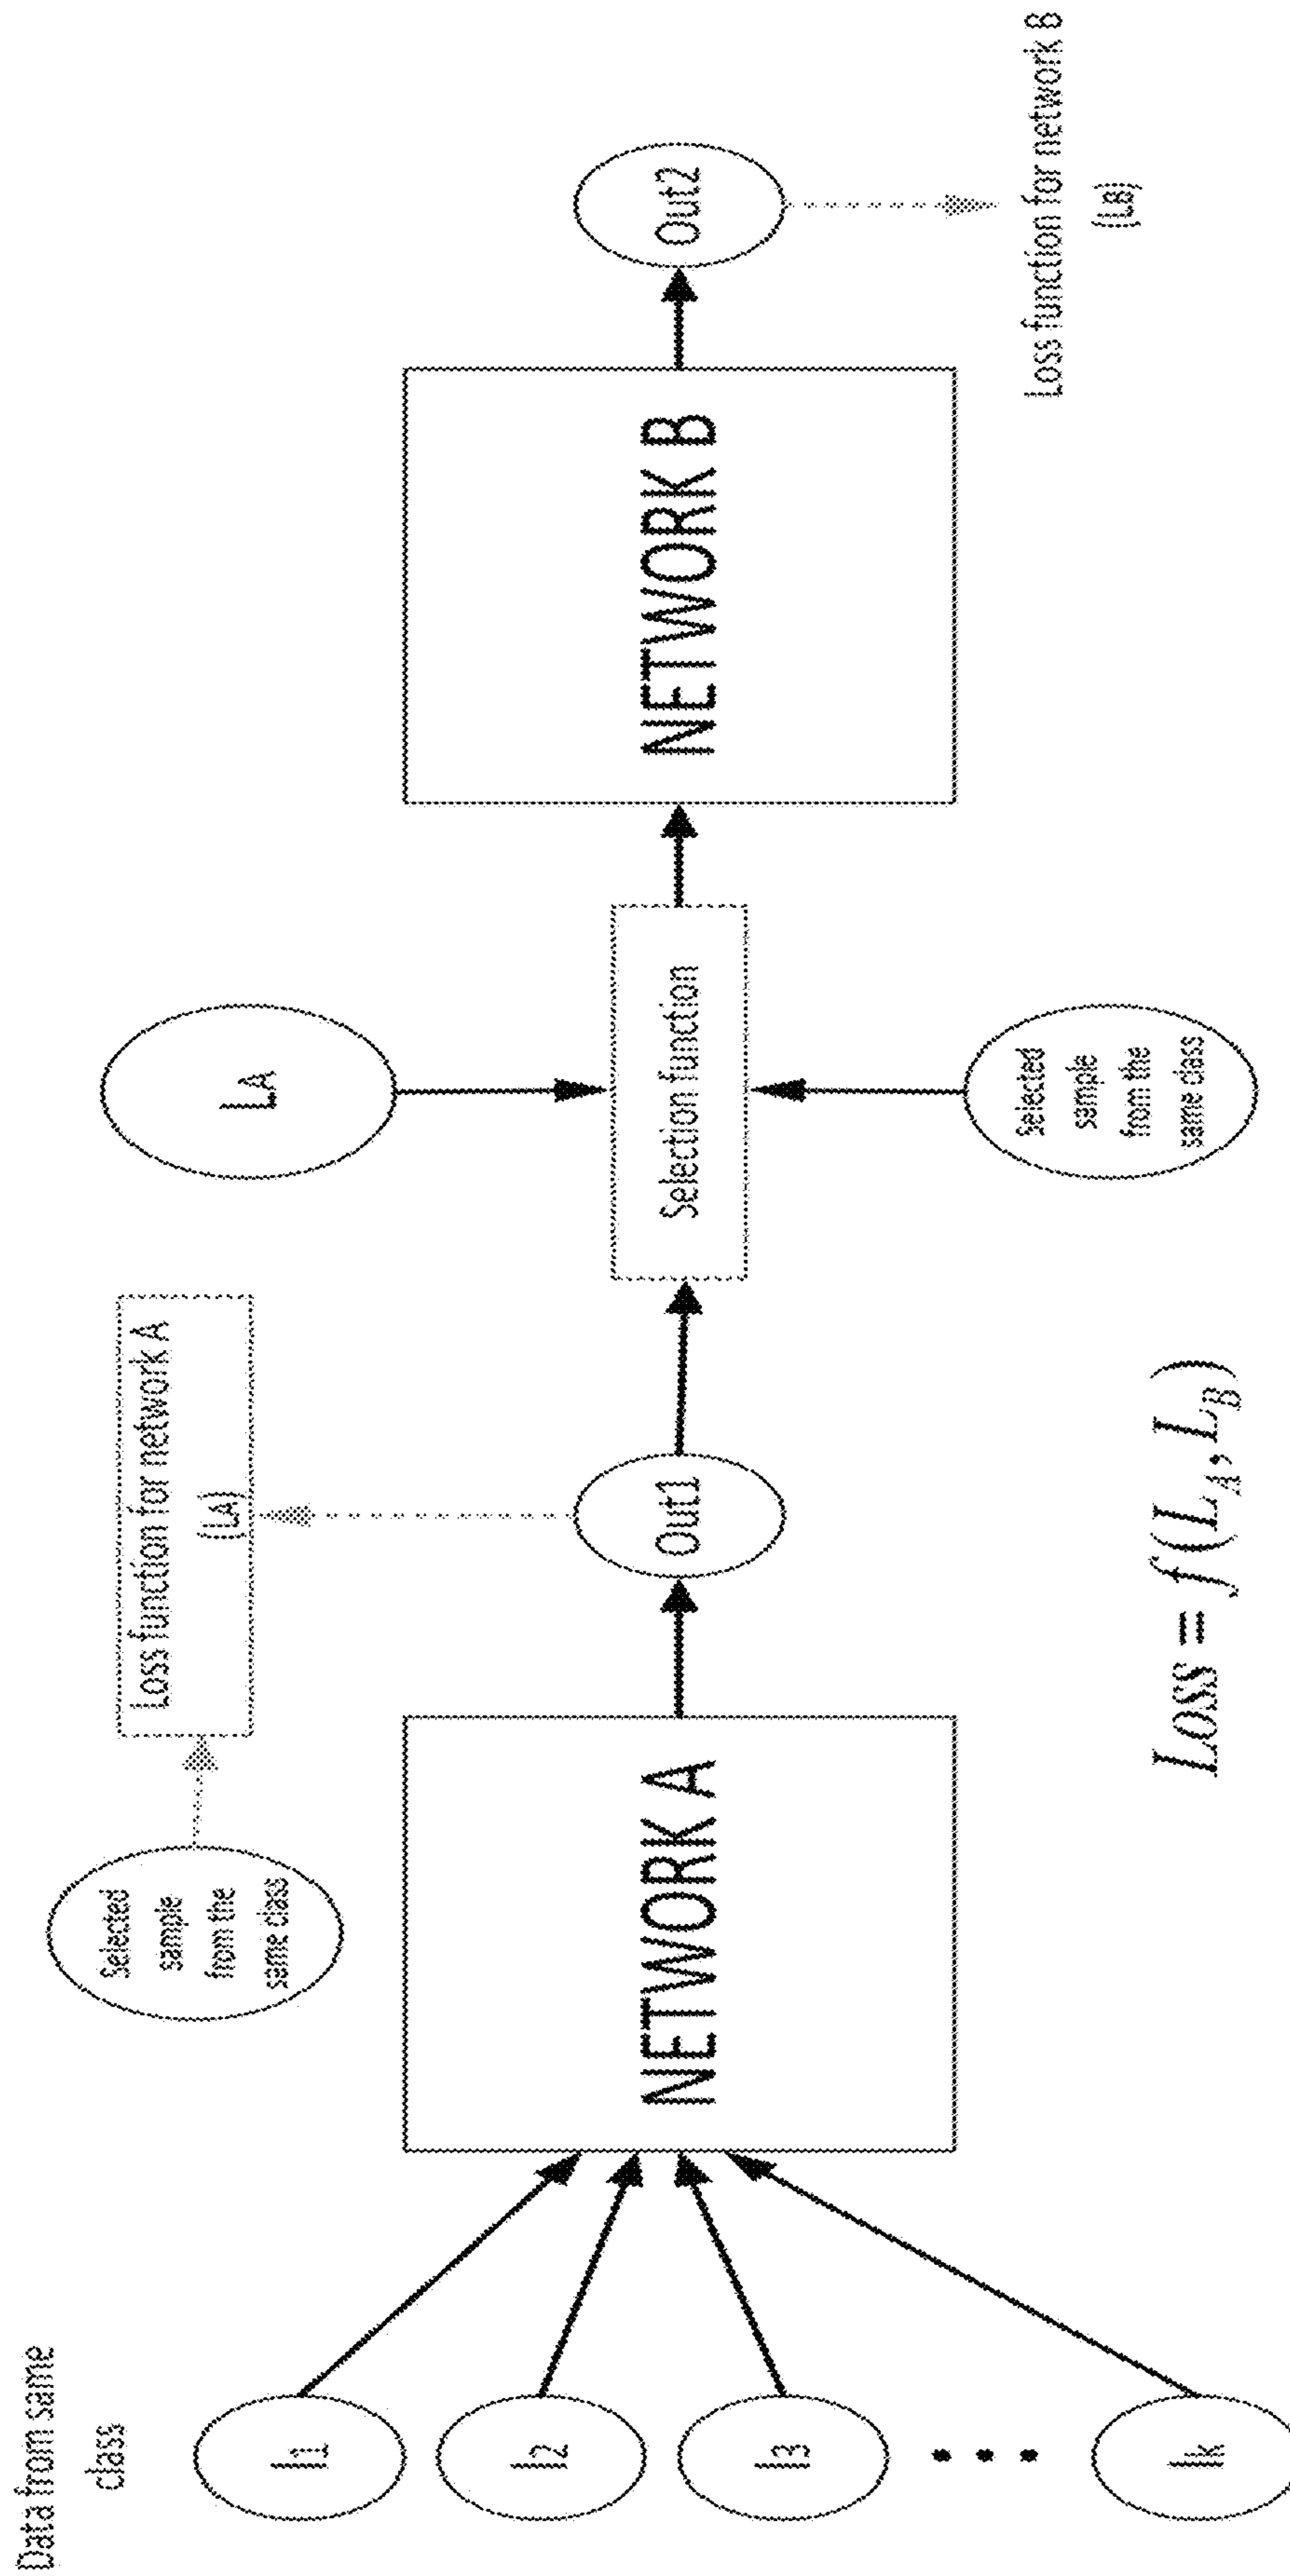 Data from same
class
I1
I2
I3
Ik
NETWORK A
Selected
sample
from the
same class
Loss function for network A
(LA)
Out1
LA
Selection function
Selected
sample
from the
same class
NETWORK B
Out2
Loss function for network B
(LB)
Loss = f(LA, LB)